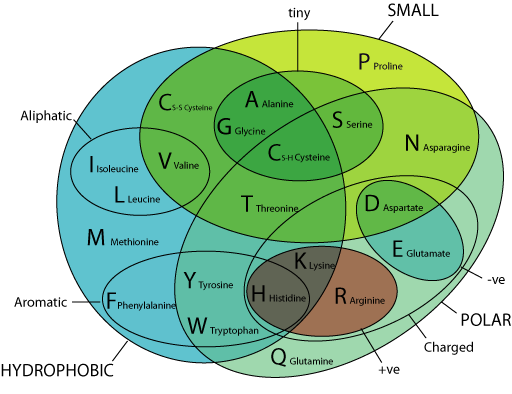 tiny
SMALL
P Proline
C S-S Cysteine
A Alanine
G Glycine
S Serine
Aliphatic
N Asparagine
C S-H Cysteine
I Isoleucine
V Valine
L Leucine
T Threonine
D Aspartate
M Methionine
E Glutamate
K Lysine
-ve
Y Tyrosine
H Histidine
R Arginine
Aromatic
F Phenylalanine
POLAR
W Tryptophan
Charged
Q Glutamine
HYDROPHOBIC
+ve